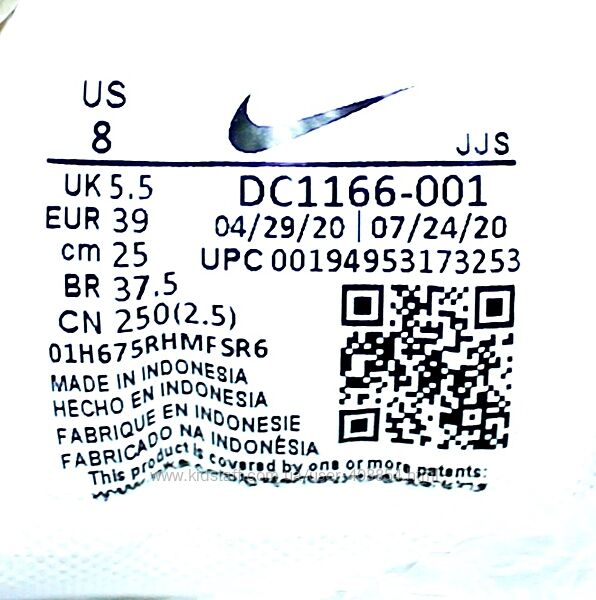 US
8
JJS
UK 5.5
DC1166-001
EUR 39
04/29/20 | 07/24/20
cm 25
UPC 00194953173253
BR 37.5
CN 250(2.5)
01H675RHMFSR6
MADE IN INDONESIA
HECHO EN INDONESIA
FABRIQUE EN INDONESIE
FABRICADO NA INDONÉSIA
This product is covered by one or more patents: